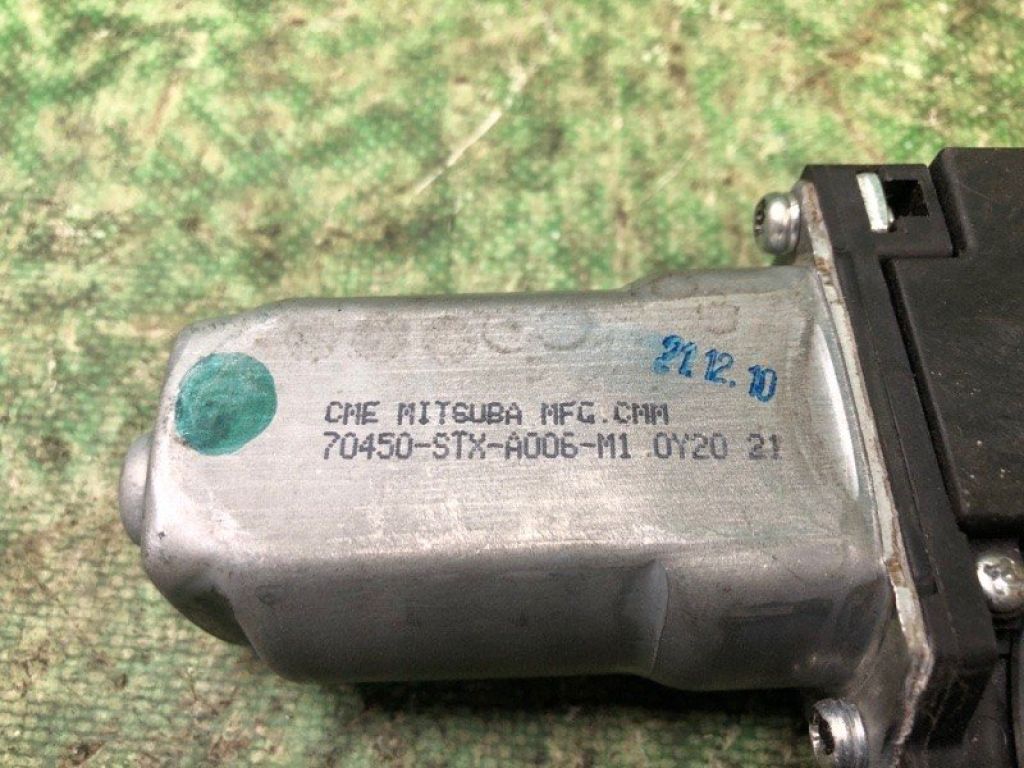 21.12.10
CME MITSUBA MFG.CMM
70450-STX-A006-M1 0Y20 21